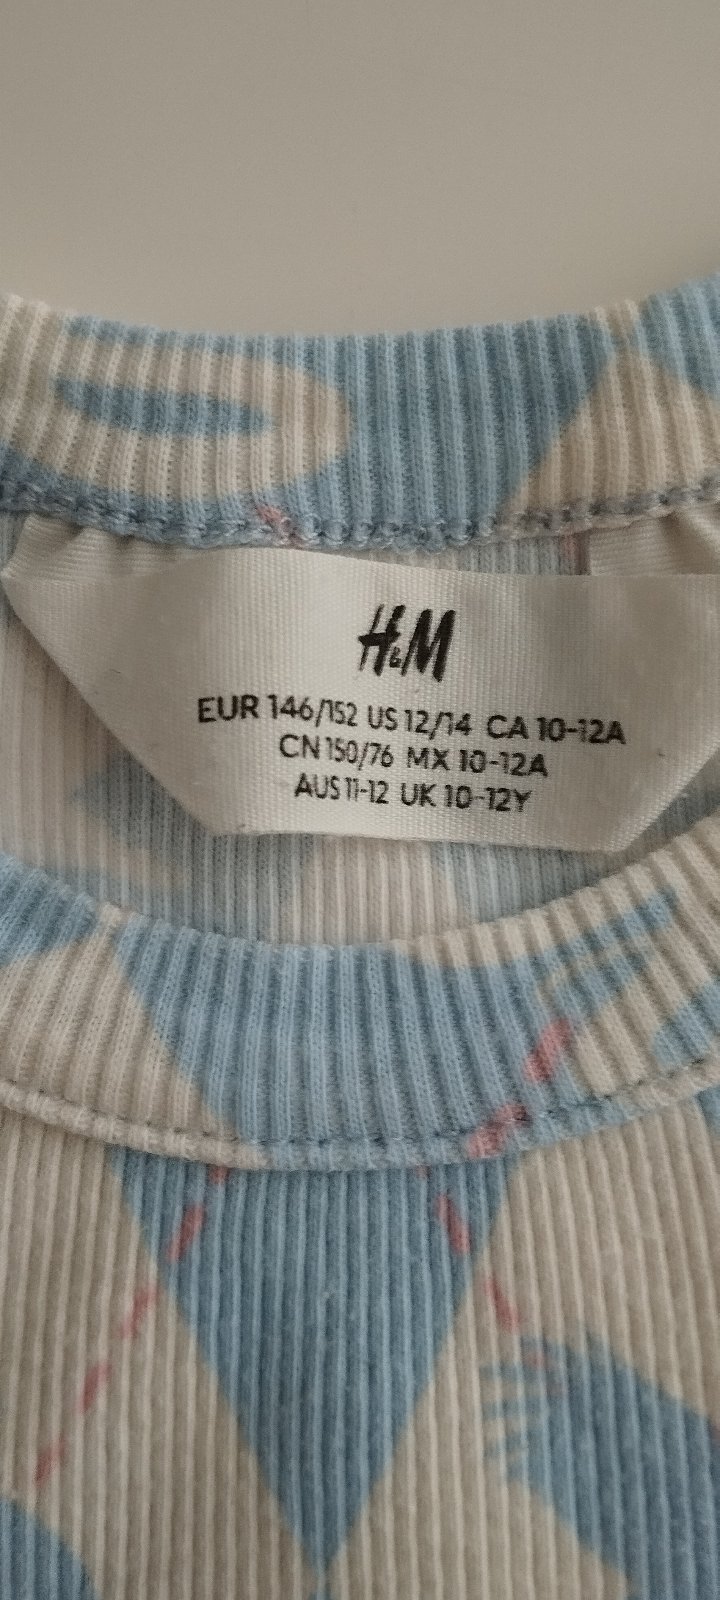 H&M
EUR 146/152 US 12/14 CA 10-12A
CN 150/76 MX 10-12A
AUS 11-12 UK 10-12Y